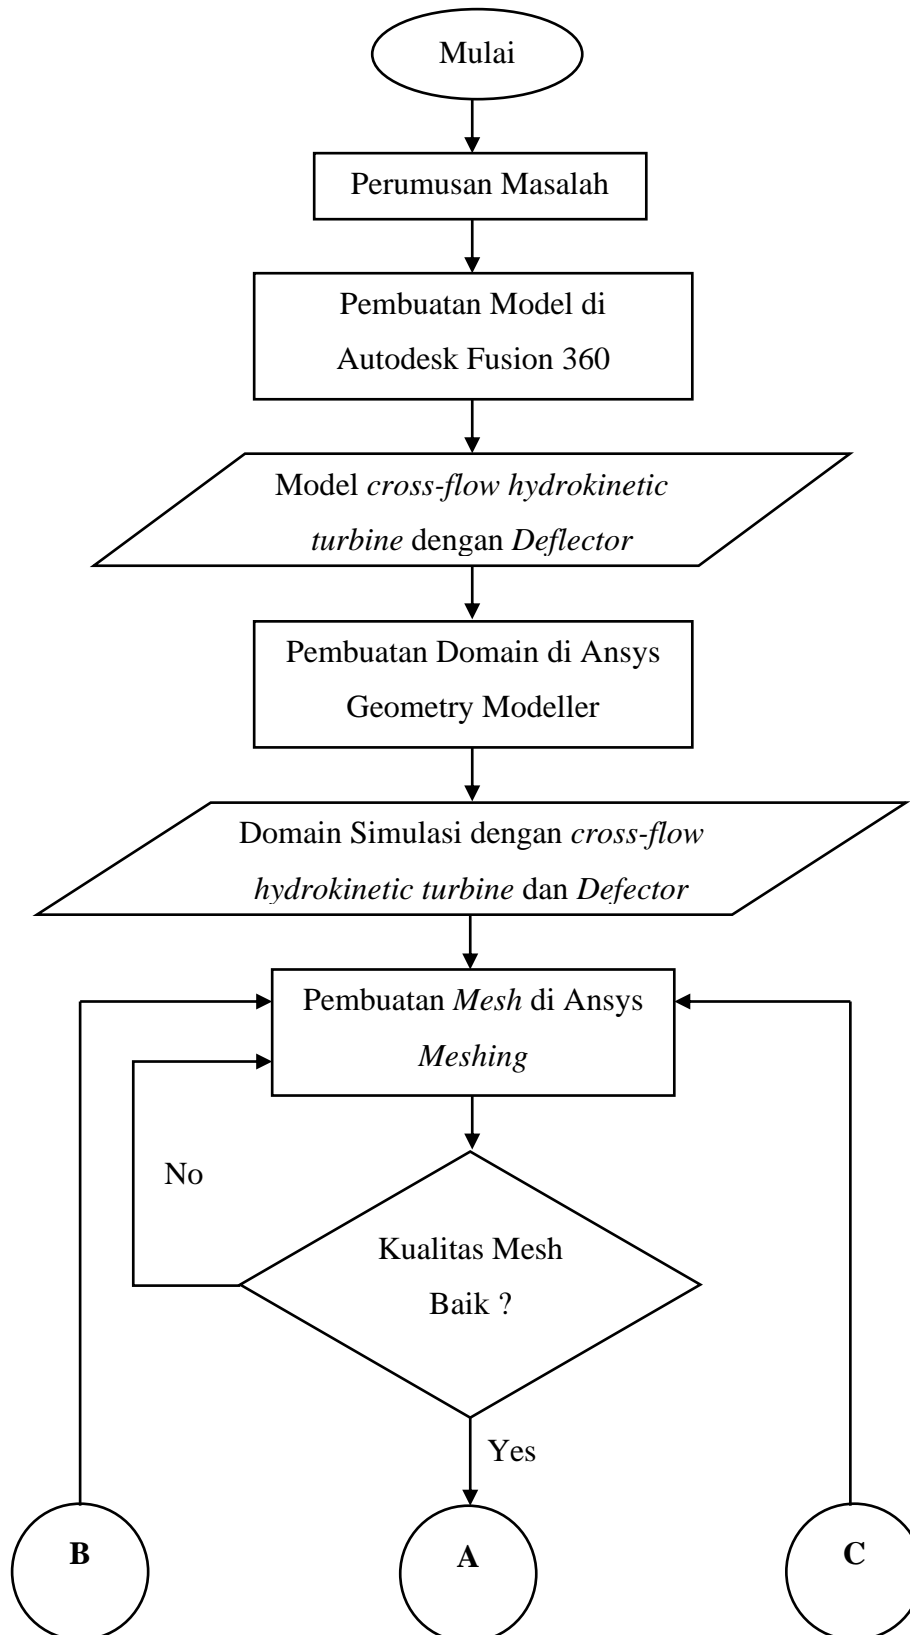 Mulai
Perumusan Masalah
Pembuatan Model di
Autodesk Fusion 360
Model cross-flow hydrokinetic
turbine dengan Deflector
Pembuatan Domain di Ansys
Geometry Modeller
Domain Simulasi dengan cross-flow
hydrokinetic turbine dan Defector
Pembuatan Mesh di Ansys
Meshing
No
Kualitas Mesh
Baik ?
Yes
B
A
C